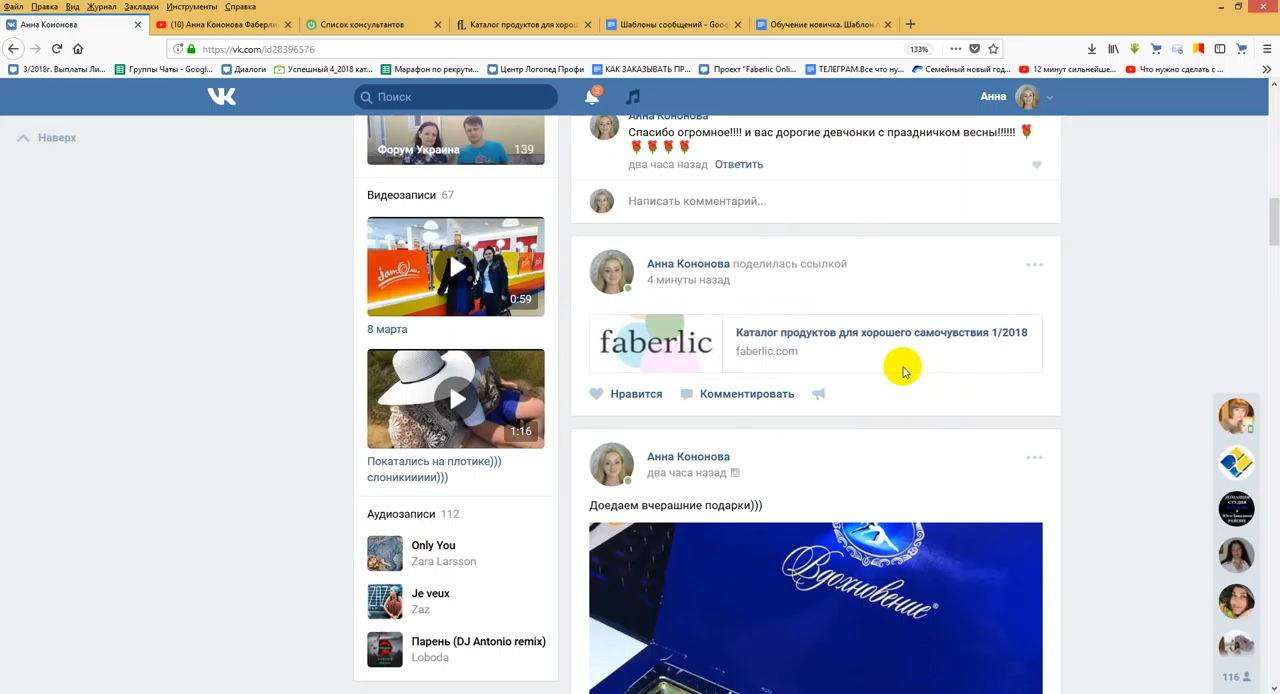 Файл Правка Вид Журнал Закладки Инструменты Справка
Анна Кононова
(10) Анна Кононова Фаберли
Список консультантов
Каталог продуктов для хорош
Шаблоны сообщений - Goog
Обучение новичка. Шаблон п
https://vk.com/id28396576
133%
3/2018г. Выплаты Ли...
Группы Чаты - Googl...
Диалоги
Успешный 4_2018 кат...
Марафон по рекрути...
Центр Логопед Профи
КАК ЗАКАЗЫВАТЬ ПР...
Проект "Faberlic Onli...
ТЕЛЕГРАМ.Все что ну...
Семейный новый год...
12 минут сильнейше...
Что нужно сделать с ...
Поиск
3
Анна
Наверх
Форум Украина 139
Видеозаписи 67
0:59
8 марта
1:16
Покатались на плотике)))
слоникиииии)))
Аудиозаписи 112
Only You
Zara Larsson
Je veux
Zaz
Парень (DJ Antonio remix)
Loboda
Анна Кононова
Спасибо огромное!!!! и вас дорогие девчонки с праздничком весны!!!!!!
два часа назад Ответить
Написать комментарий...
Анна Кононова поделилась ссылкой
4 минуты назад
faberlic
Каталог продуктов для хорошего самочувствия 1/2018
faberlic.com
Нравится Комментировать
Анна Кононова
два часа назад
Доедаем вчерашние подарки)))
Вдохновение®
116